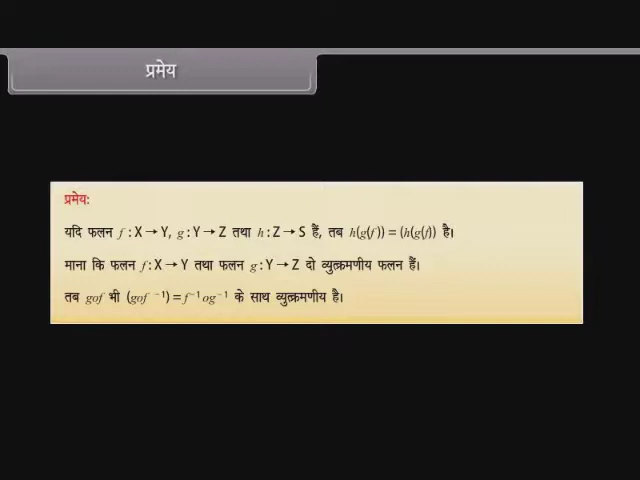 प्रमेय
प्रमेय:
यदि फलन f : X → Y, g : Y → Z तथा h : Z → S हैं, तब h(g(f)) = (h(g(f)) है।
माना कि फलन f : X → Y तथा फलन g : Y → Z दो व्युत्क्रमणीय फलन हैं।
तब gof भी (gof ⁻¹) = f⁻¹og⁻¹ के साथ व्युत्क्रमणीय है।